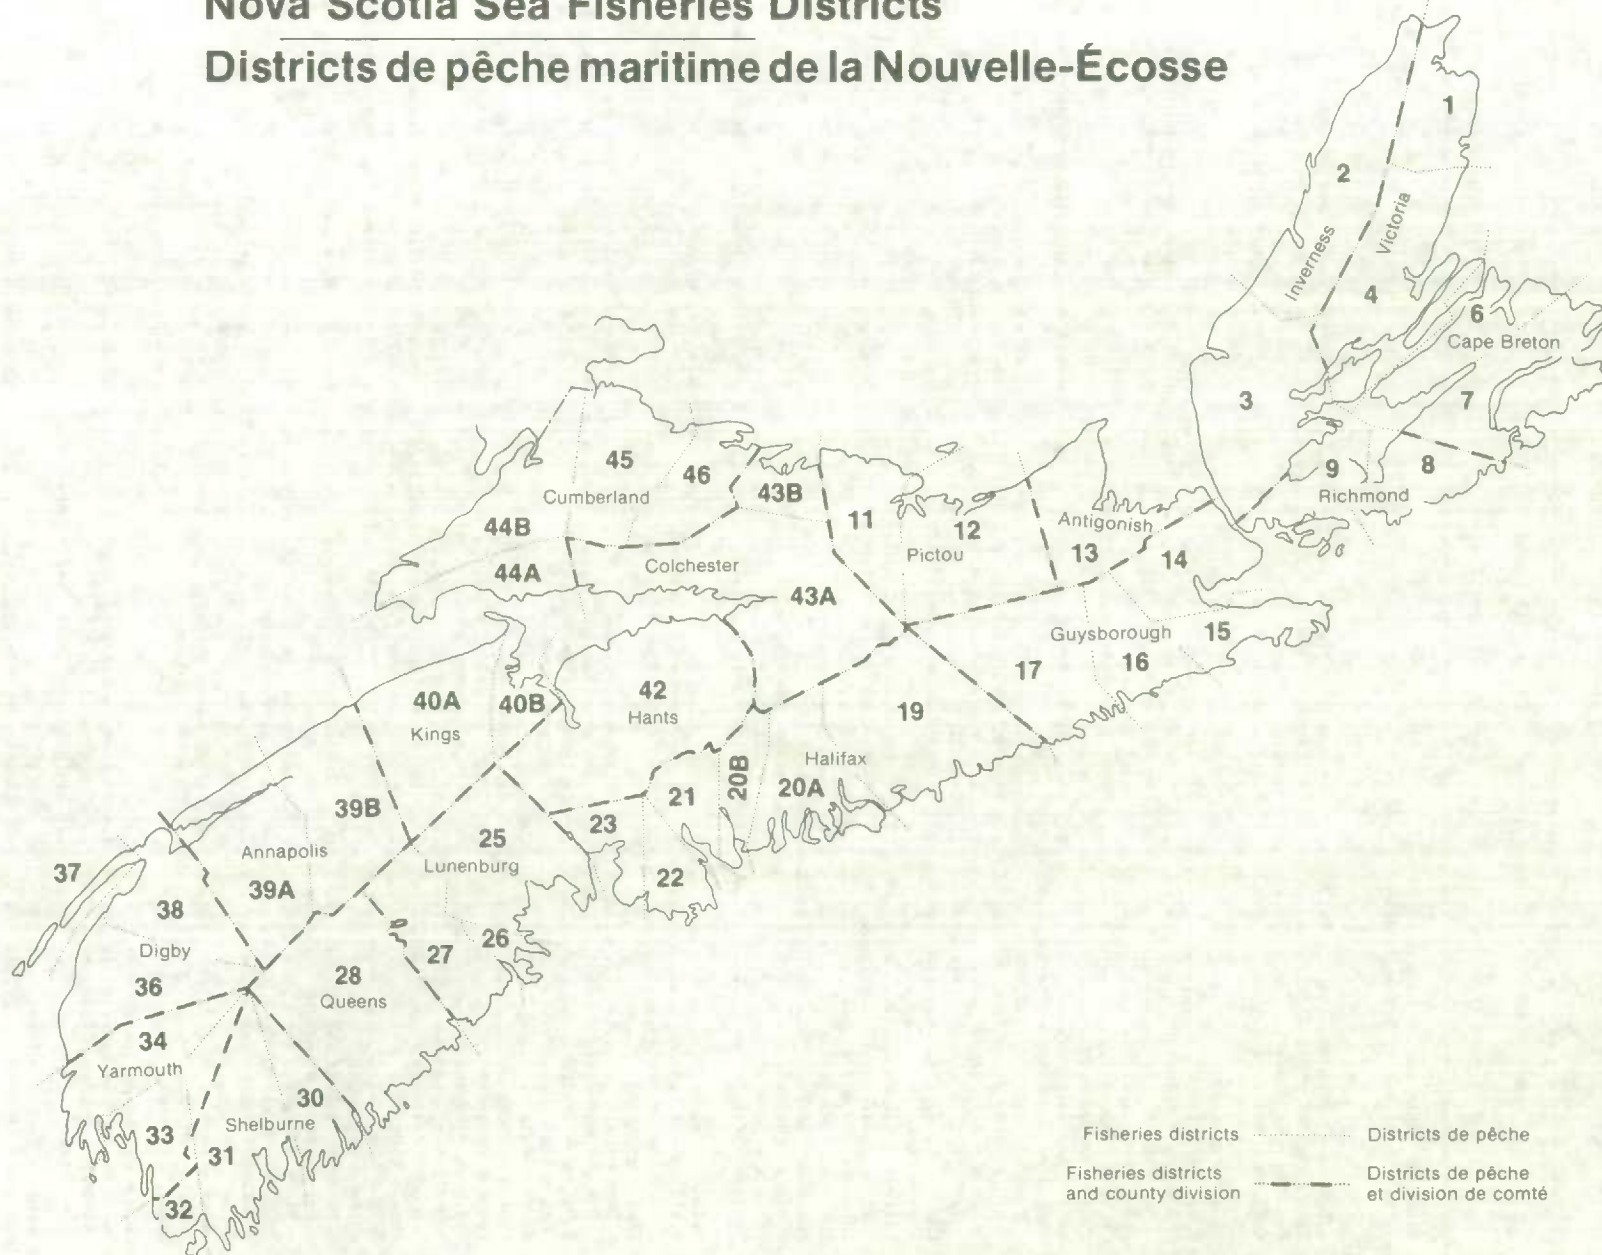 Nova Scotia Sea Fisheries Districts
Districts de pêche maritime de la Nouvelle-Écosse
1
2
Victoria
Inverness
4
6
Cape Breton
3
7
9
8
Richmond
45
46
43B
Cumberland
44B
44A
Colchester
43A
11
12
Pictou
Antigonish
13
14
Guysborough
15
16
17
40A
40B
Kings
42
Hants
19
Halifax
20B
20A
21
23
22
39B
25
Lunenburg
Annapolis
39A
37
38
Digby
36
26
27
28
Queens
34
Yarmouth
30
Shelburne
33
31
32
Fisheries districts
Districts de pêche
Fisheries districts
and county division
Districts de pêche
et division de comté